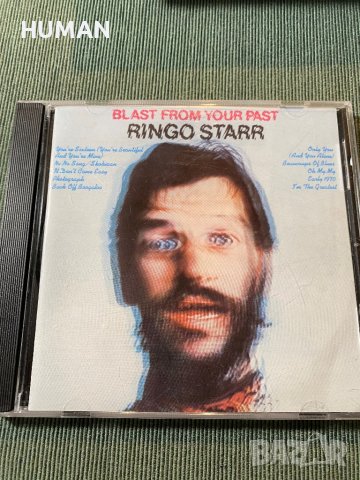 HUMAN
BLAST FROM YOUR PAST
RINGO STARR
You're Sixteen (You're Beautiful
And You're Mine)
No No Song/Skokiaan
It Don't Come Easy
Photograph
Back Off Boogaloo
Only You
(And You Alone)
Beaucoups Of Blues
Oh My My
Early 1970
I'm The Greatest
Bazar